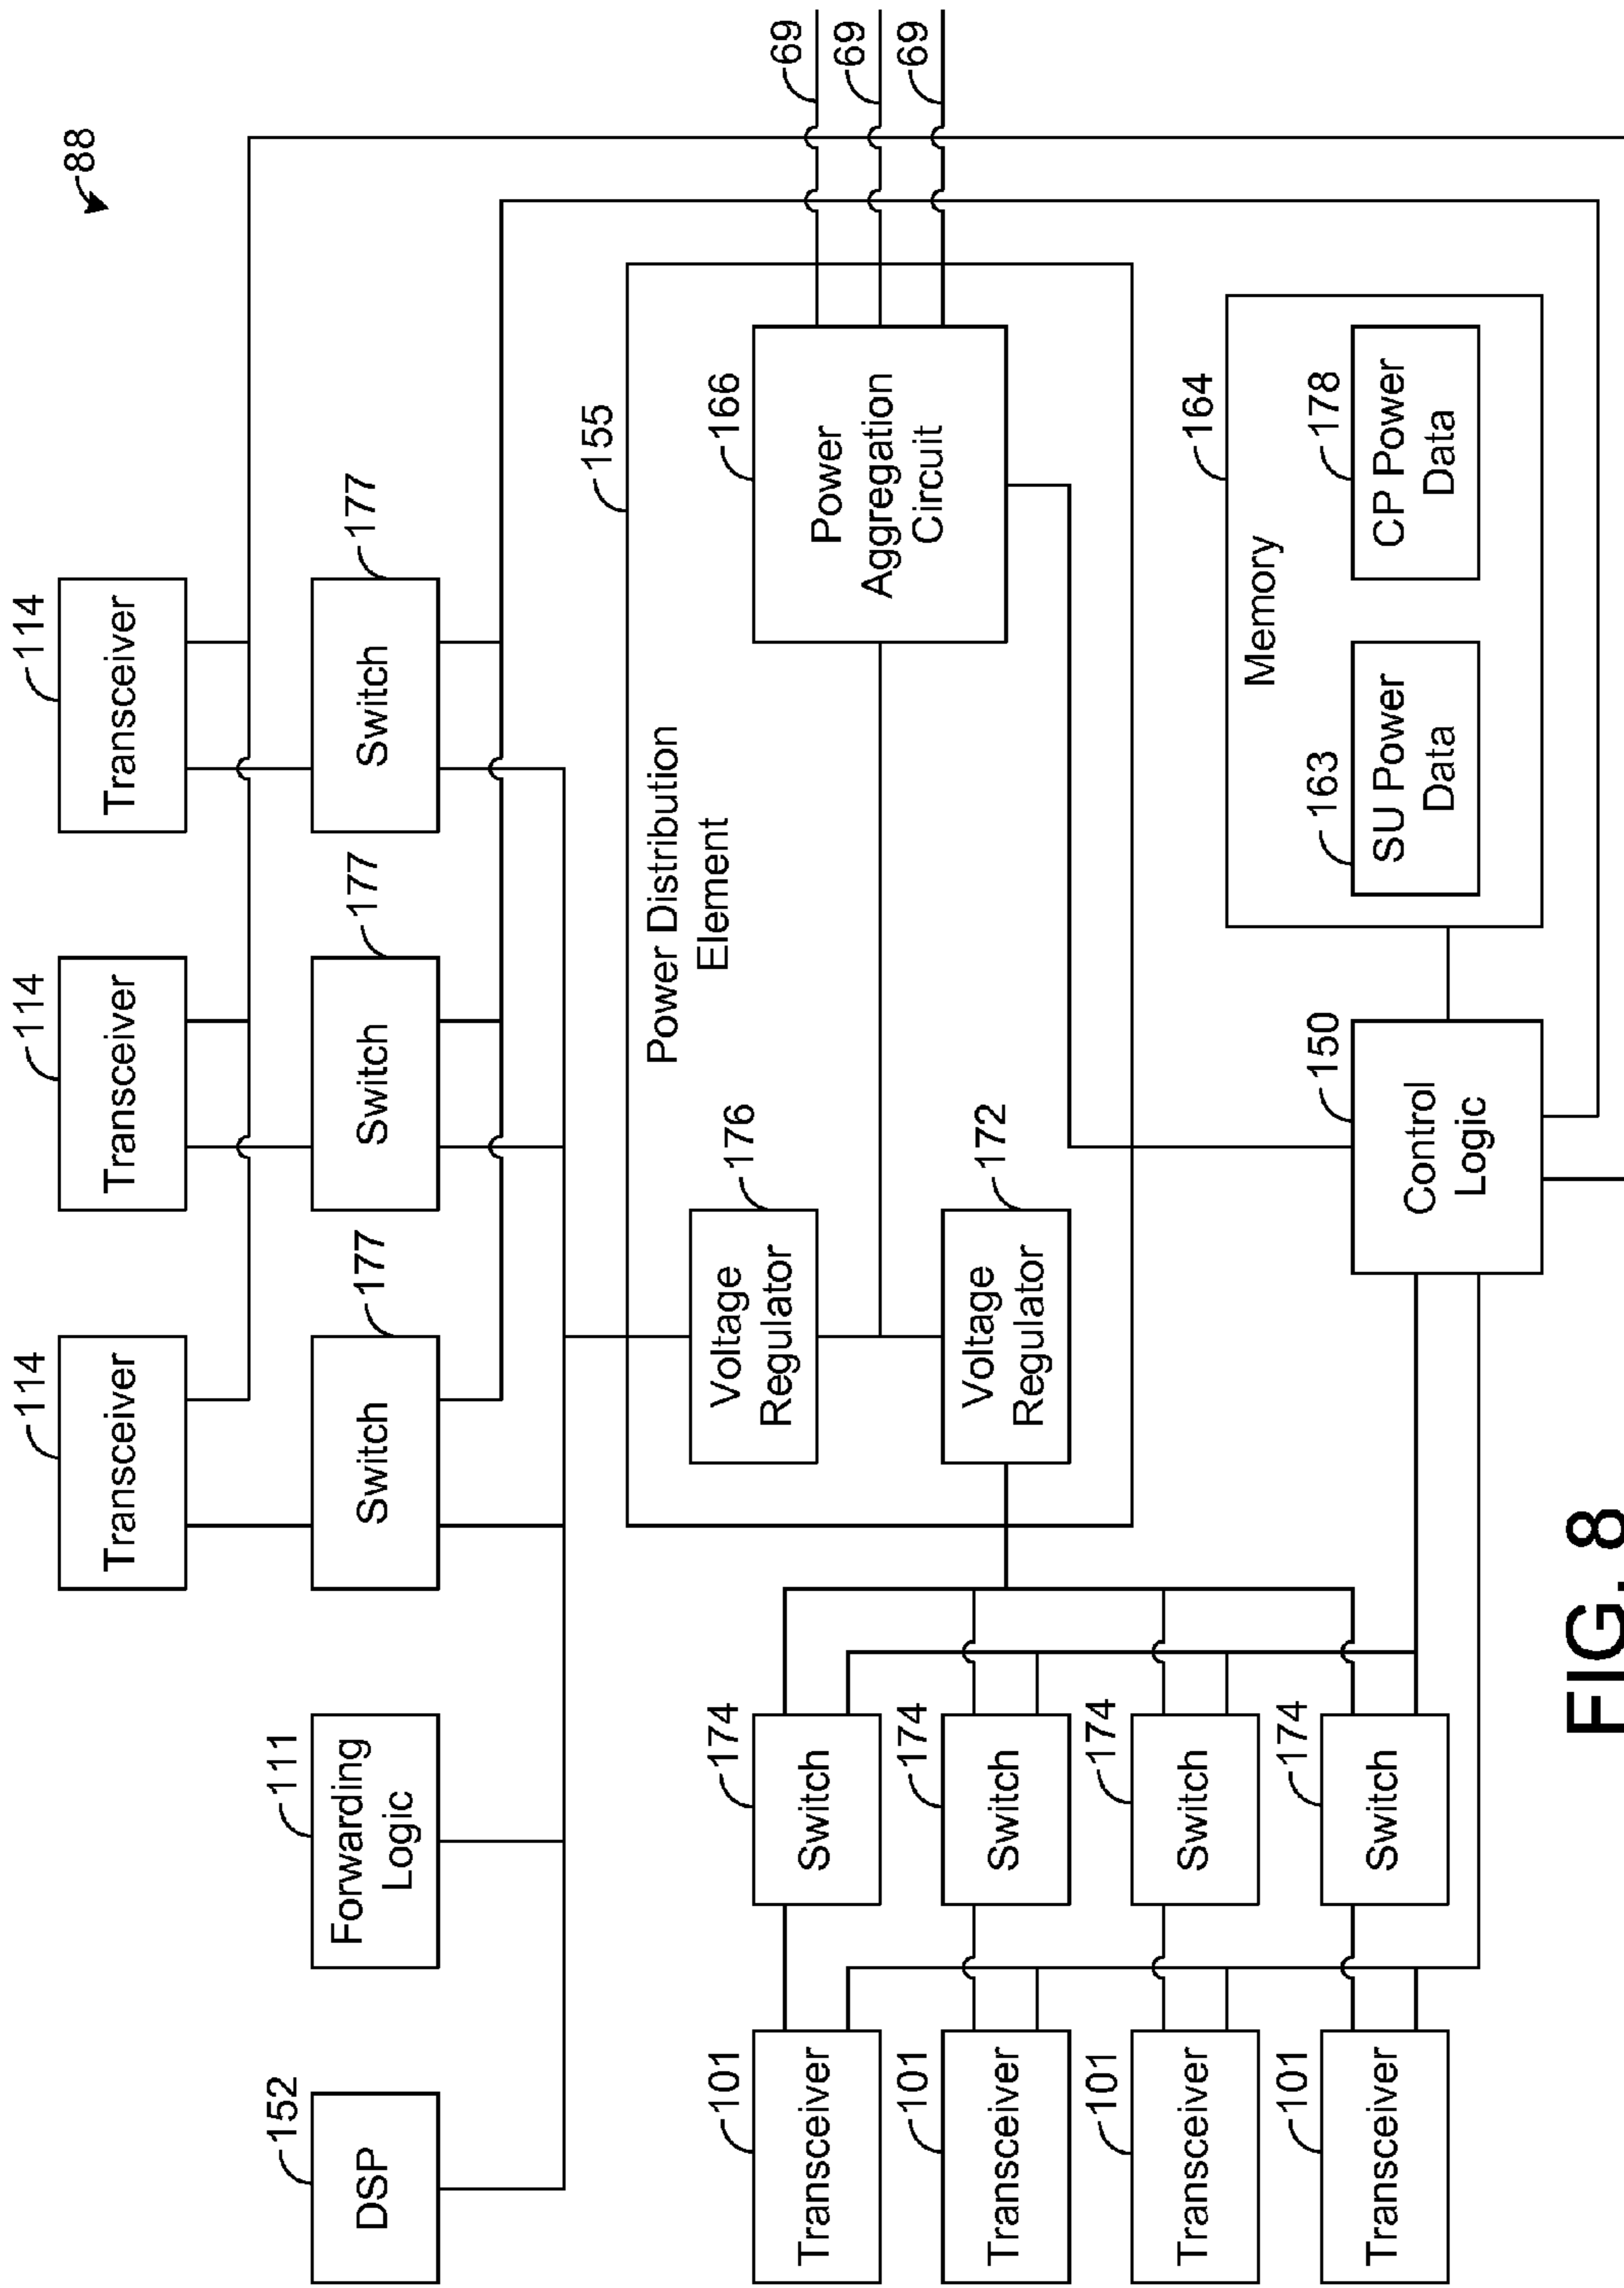 88
152
DSP
111
Forwarding
Logic
114
Transceiver
114
Transceiver
114
Transceiver
177
Switch
177
Switch
177
Switch
155
Power Distribution
Element
176
Voltage
Regulator
172
Voltage
Regulator
166
Power
Aggregation
Circuit
69
69
69
101
Transceiver
174
Switch
101
Transceiver
174
Switch
101
Transceiver
174
Switch
101
Transceiver
174
Switch
150
Control
Logic
164
Memory
163
SU Power
Data
178
CP Power
Data
FIG. 8